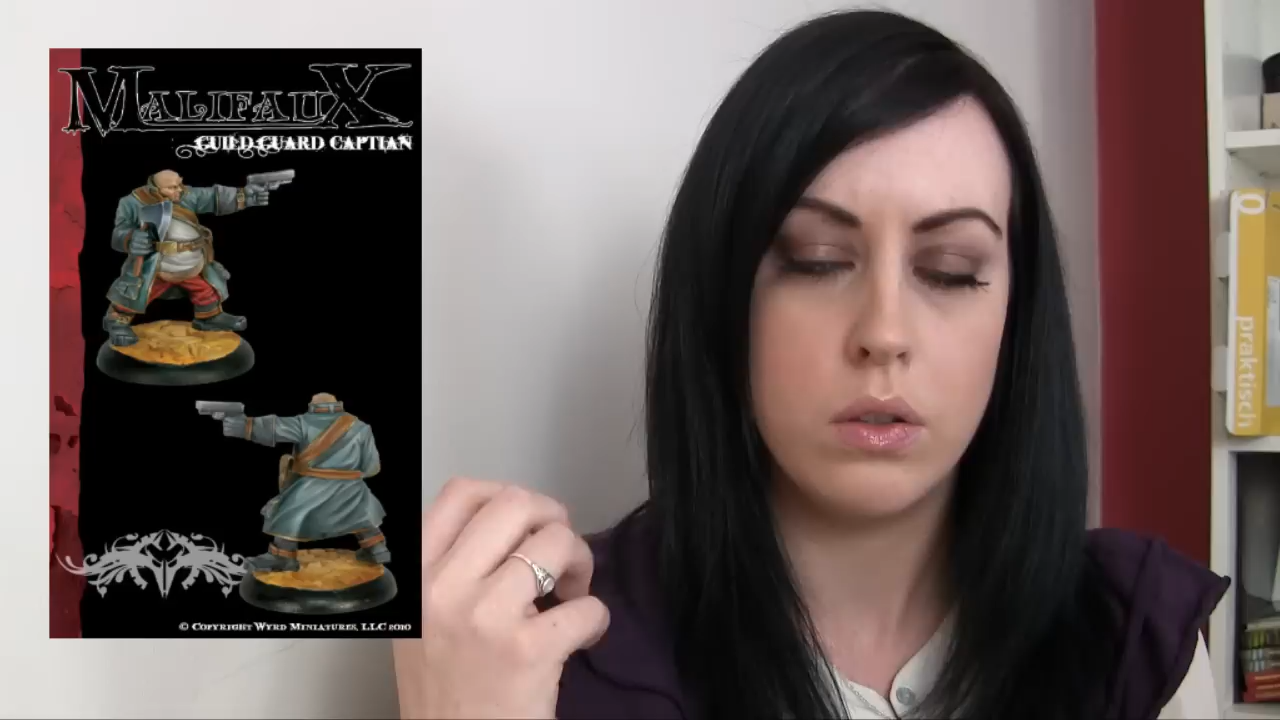 MALIFAUX
GUILD GUARD CAPTIAN
© COPYRIGHT WYRD MINIATURES, LLC 2010
O
praktisch